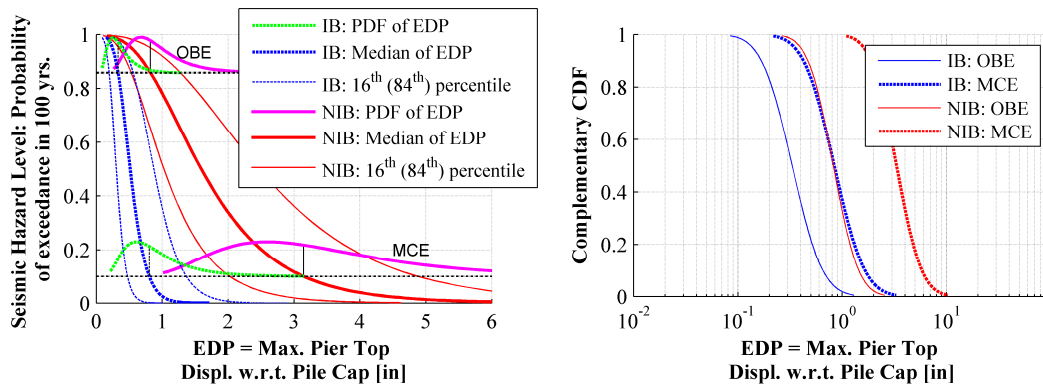 IB: PDF of EDP
IB: Median of EDP
IB: 16th (84th) percentile
NIB: PDF of EDP
NIB: Median of EDP
NIB: 16th (84th) percentile
OBE
MCE
Seismic Hazard Level: Probability
of exceedance in 100 yrs.
1
0.8
0.6
0.4
0.2
0
0 1 2 3 4 5 6
EDP = Max. Pier Top
Displ. w.r.t. Pile Cap [in]
IB: OBE
IB: MCE
NIB: OBE
NIB: MCE
Complementary CDF
1
0.8
0.6
0.4
0.2
0
10-2 10-1 100 101
EDP = Max. Pier Top
Displ. w.r.t. Pile Cap [in]